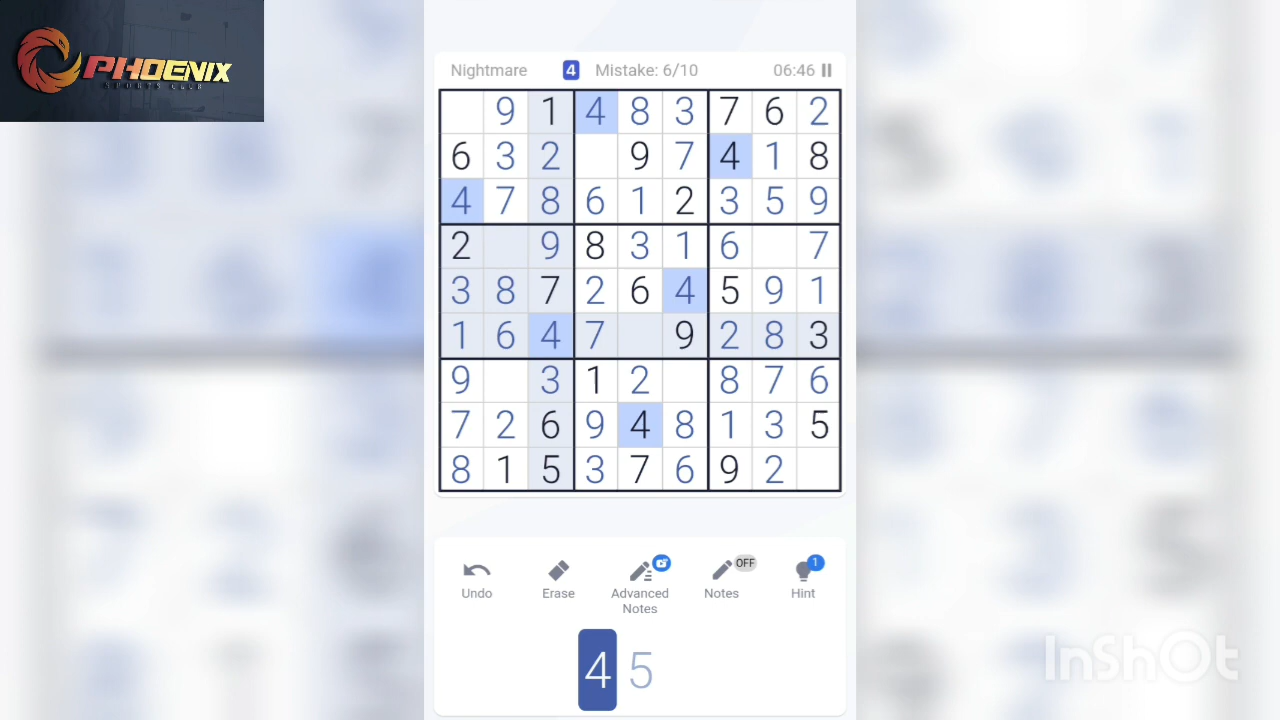 PHOENIX
SPORTS CLUB
Nightmare 4 Mistake: 6/10 06:46
9 1 4 8 3 7 6 2
6 3 2 9 7 4 1 8
4 7 8 6 1 2 3 5 9
2 9 8 3 1 6 7
3 8 7 2 6 4 5 9 1
1 6 4 7 9 2 8 3
9 3 1 2 8 7 6
7 2 6 9 4 8 1 3 5
8 1 5 3 7 6 9 2
OFF 1
Undo Erase Advanced Notes Notes Hint
4 5
InShOt